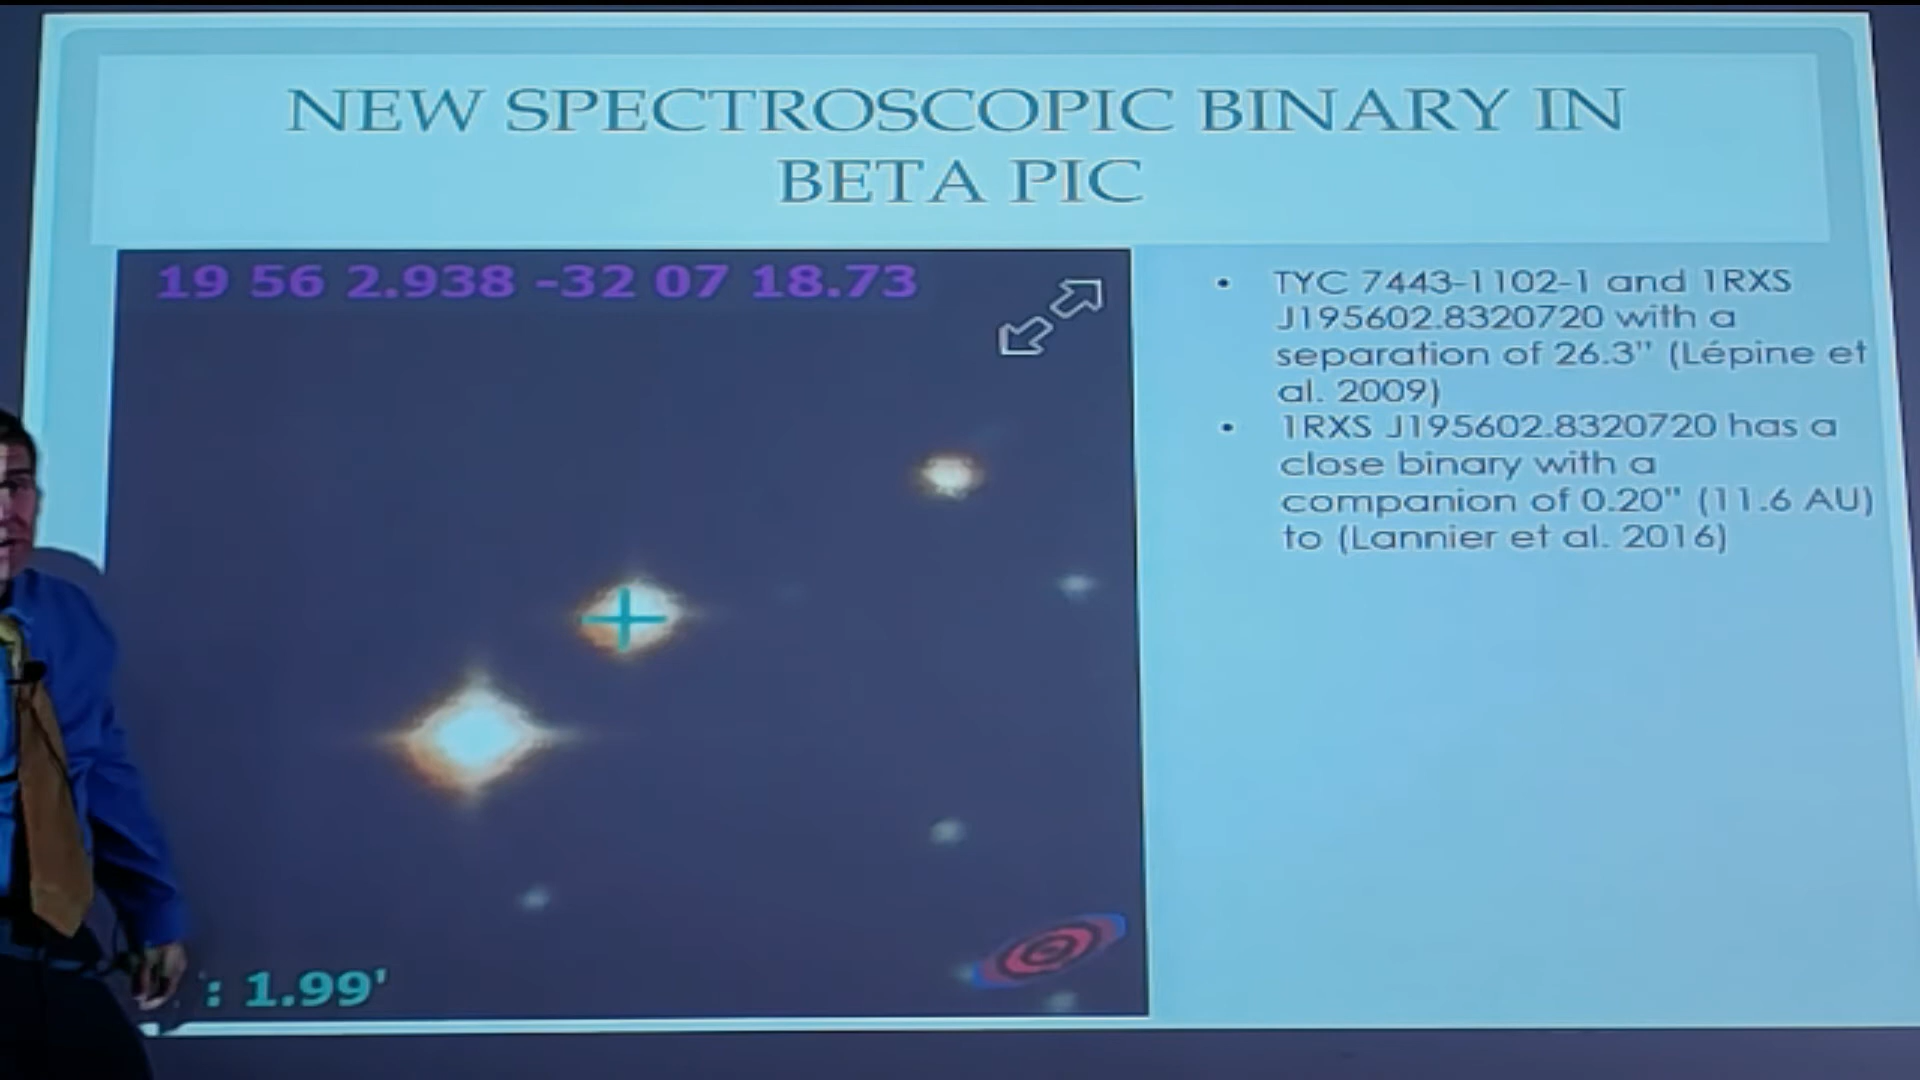 NEW SPECTROSCOPIC BINARY IN
BETA PIC
19 56 2.938 -32 07 18.73
: 1.99'
• TYC 7443-1102-1 and 1RXS
J195602.8320720 with a
separation of 26.3" (Lépine et
al. 2009)
• 1RXS J195602.8320720 has a
close binary with a
companion of 0.20" (11.6 AU)
to (Lannier et al. 2016)